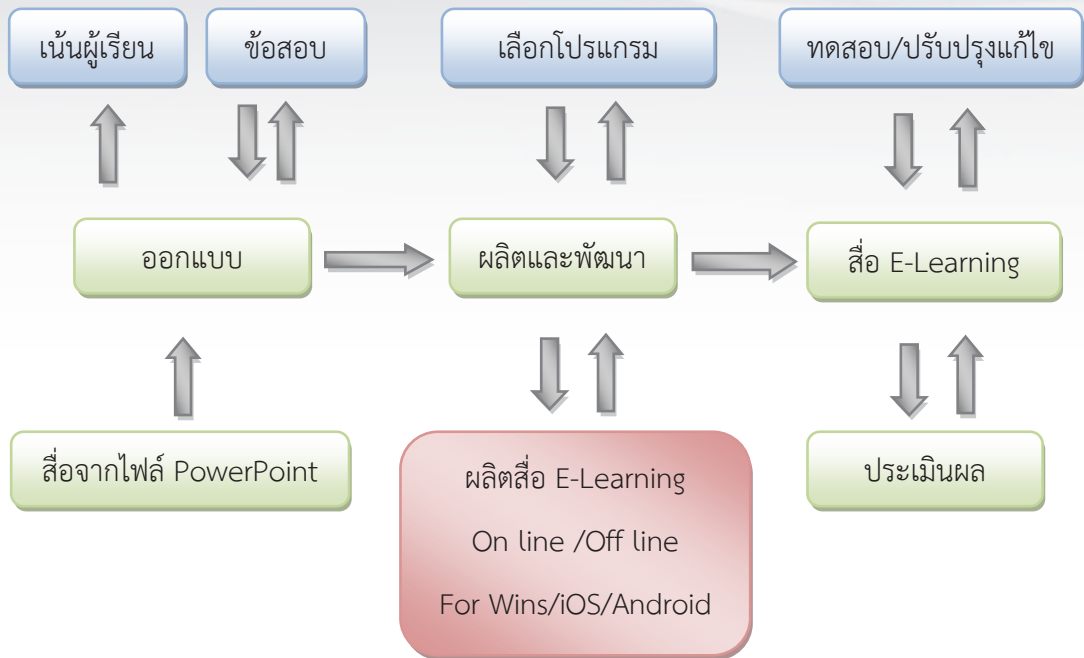 เน้นผู้เรียน
ข้อสอบ
เลือกโปรแกรม
ทดสอบ/ปรับปรุงแก้ไข
ออกแบบ
ผลิตและพัฒนา
สื่อ E-Learning
สื่อจากไฟล์ PowerPoint
ผลิตสื่อ E-Learning
On line /Off line
For Wins/iOS/Android
ประเมินผล